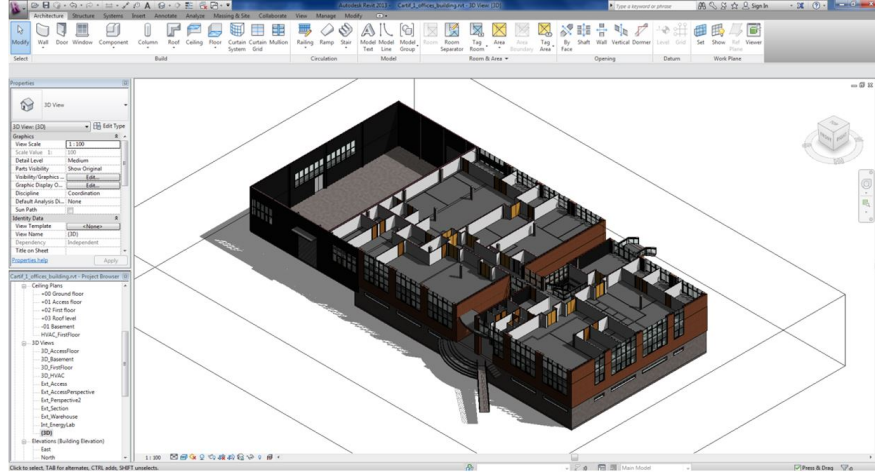 Autodesk Revit 2013 - Cartif_1_offices_building.rvt - 3D View: {3D}
Type a keyword or phrase
Sign In
Architecture Structure Systems Insert Annotate Analyze Massing & Site Collaborate View Manage Modify
Modify Wall Door Window Component Column Roof Ceiling Floor Curtain System Curtain Grid Mullion Railing Ramp Stair Model Text Model Line Model Group Room Room Separator Tag Room Area Area Boundary Tag Area By Face Shaft Wall Vertical Dormer Level Grid Set Show Ref Plane Viewer
Select Build Circulation Model Room & Area Opening Datum Work Plane
Properties
3D View
3D View: {3D} Edit Type
Graphics
View Scale 1 : 100
Scale Value 1: 100
Detail Level Medium
Parts Visibility Show Original
Visibility/Graphics ... Edit...
Graphic Display O... Edit...
Discipline Coordination
Default Analysis Di... None
Sun Path
Identity Data
View Template <None>
View Name {3D}
Dependency Independent
Title on Sheet
Properties help Apply
Cartif_1_offices_building.rvt - Project Browser
Ceiling Plans
+00 Ground floor
+01 Access floor
+02 First floor
+03 Roof level
-01 Basement
HVAC_FirstFloor
3D Views
3D_AccessFloor
3D_Basement
3D_FirstFloor
3D_HVAC
Ext_Access
Ext_AccessPerspective
Ext_Perspective2
Ext_Section
Ext_Warehouse
Int_EnergyLab
{3D}
Elevations (Building Elevation)
East
North
1 : 100
Click to select, TAB for alternates, CTRL adds, SHIFT unselects.
: 0
Main Model
Press & Drag